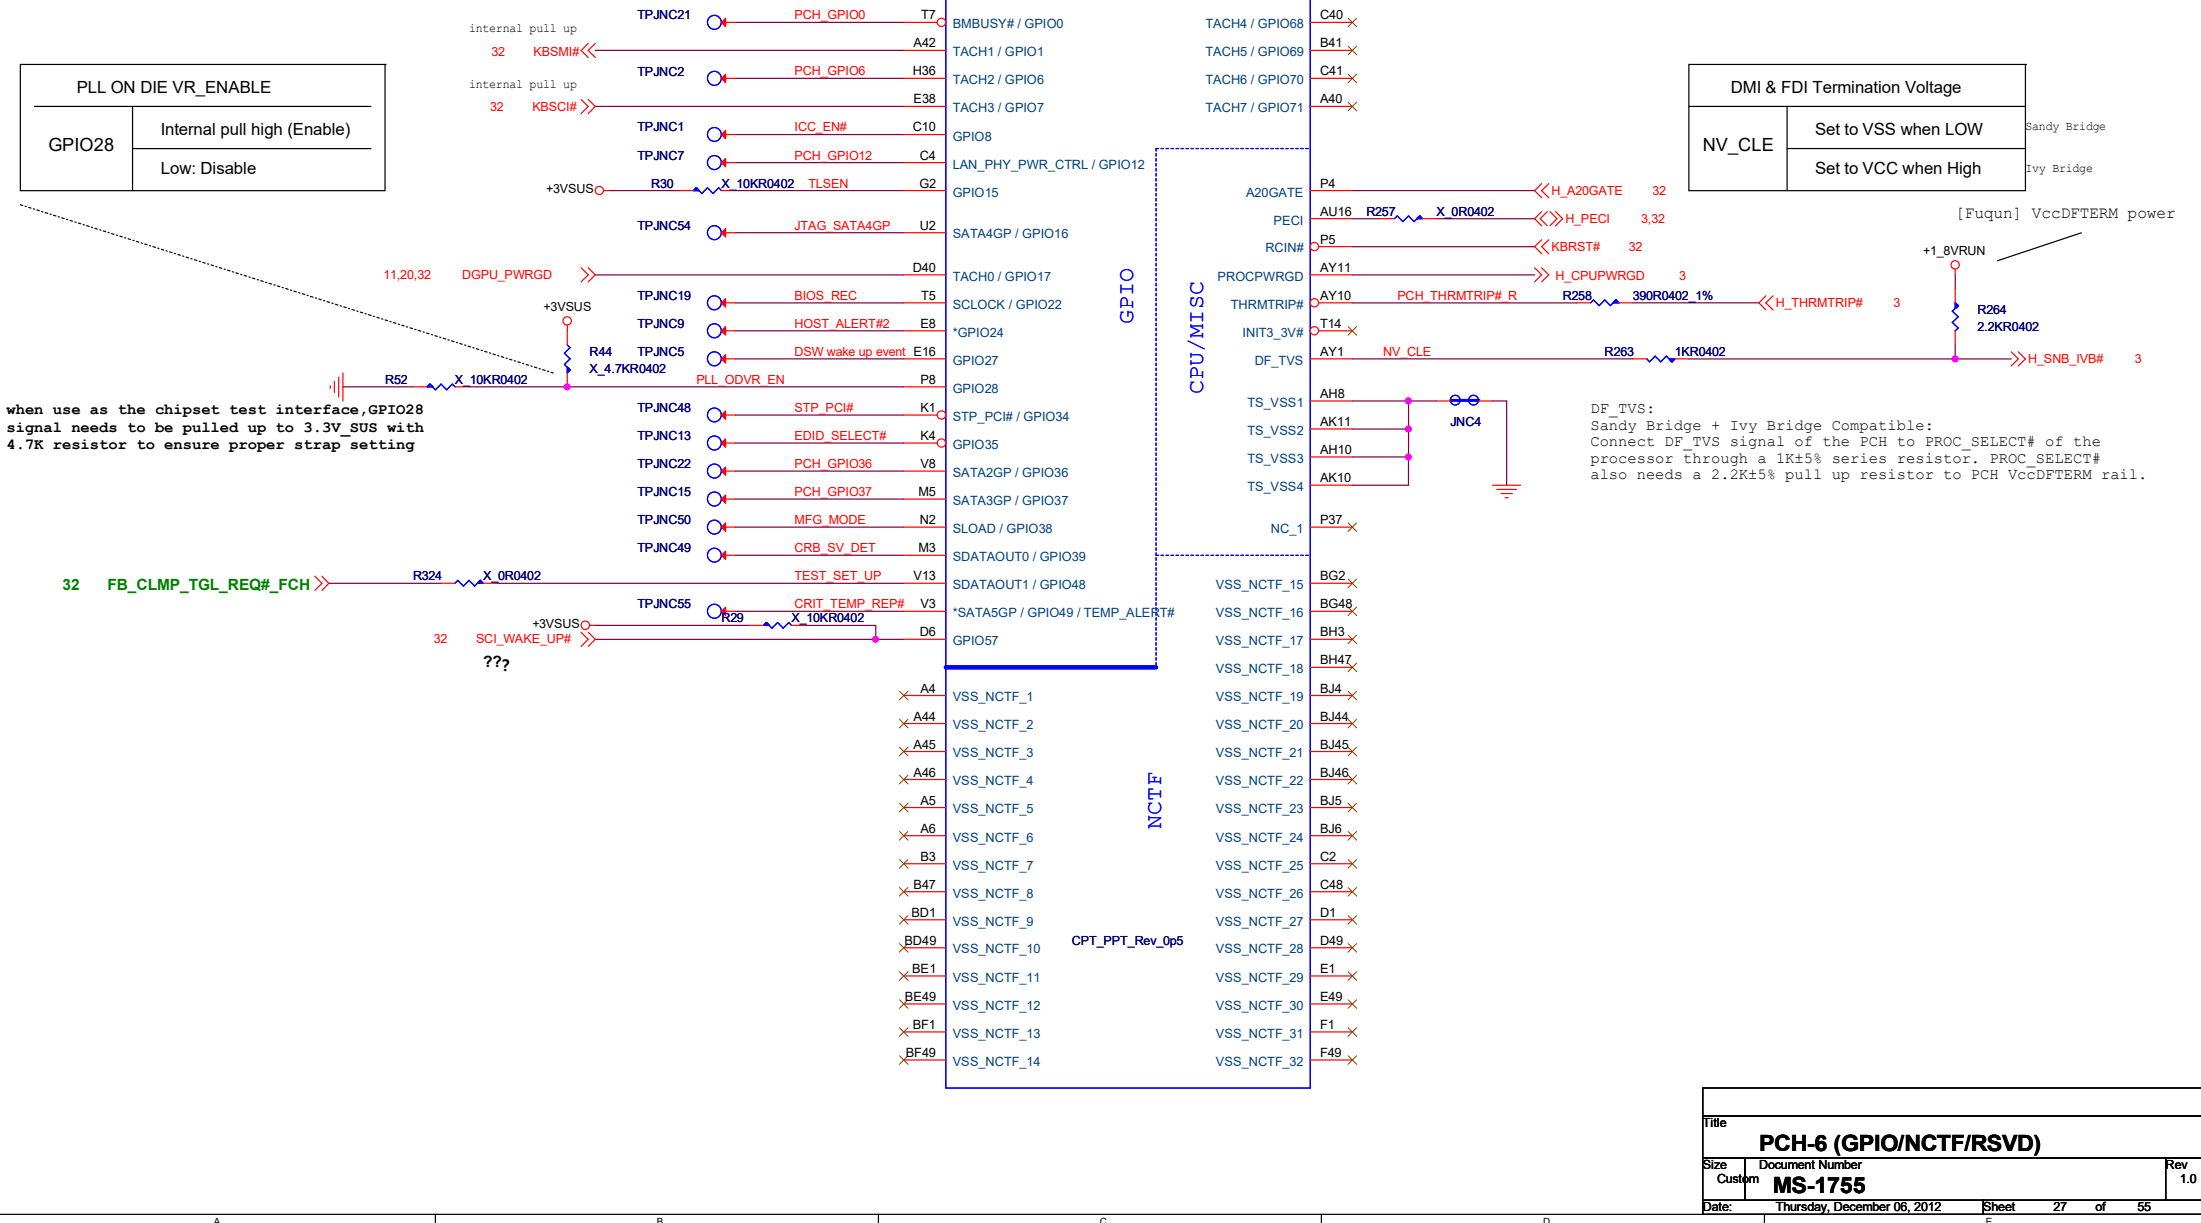 TPJNC21 PCH_GPIO0 T7 BMBUSY# / GPIO0
internal pull up
32 KBSMI# A42 TACH1 / GPIO1
TPJNC2 PCH_GPIO6 H36 TACH2 / GPIO6
internal pull up
32 KBSCI# E38 TACH3 / GPIO7
TPJNC1 ICC_EN# C10 GPIO8
TPJNC7 PCH_GPIO12 C4 LAN_PHY_PWR_CTRL / GPIO12
+3VSUS R30 X_10KR0402 TLSEN G2 GPIO15
TPJNC54 JTAG_SATA4GP U2 SATA4GP / GPIO16
11,20,32 DGPU_PWRGD D40 TACH0 / GPIO17
TPJNC19 BIOS_REC T5 SCLOCK / GPIO22
+3VSUS
TPJNC9 HOST_ALERT#2 E8 *GPIO24
R44 TPJNC5 DSW wake up event E16 GPIO27
X_4.7KR0402
R52 X_10KR0402 PLL_ODVR_EN P8 GPIO28
TPJNC48 STP_PCI# K1 STP_PCI# / GPIO34
TPJNC13 EDID_SELECT# K4 GPIO35
TPJNC22 PCH_GPIO36 V8 SATA2GP / GPIO36
TPJNC15 PCH_GPIO37 M5 SATA3GP / GPIO37
TPJNC50 MFG_MODE N2 SLOAD / GPIO38
TPJNC49 CRB_SV_DET M3 SDATAOUT0 / GPIO39
32 FB_CLMP_TGL_REQ#_FCH R324 X_0R0402 TEST_SET_UP V13 SDATAOUT1 / GPIO48
TPJNC55 CRIT_TEMP_REP# V3 *SATA5GP / GPIO49 / TEMP_ALERT#
+3VSUS R29 X_10KR0402
32 SCI_WAKE_UP# D6 GPIO57
???
PLL ON DIE VR_ENABLE
GPIO28
Internal pull high (Enable)
Low: Disable
when use as the chipset test interface,GPIO28
signal needs to be pulled up to 3.3V_SUS with
4.7K resistor to ensure proper strap setting
A4 VSS_NCTF_1
A44 VSS_NCTF_2
A45 VSS_NCTF_3
A46 VSS_NCTF_4
A5 VSS_NCTF_5
A6 VSS_NCTF_6
B3 VSS_NCTF_7
B47 VSS_NCTF_8
BD1 VSS_NCTF_9
BD49 VSS_NCTF_10
BE1 VSS_NCTF_11
BE49 VSS_NCTF_12
BF1 VSS_NCTF_13
BF49 VSS_NCTF_14
GPIO
CPU/MISC
NCTF
CPT_PPT_Rev_0p5
TACH4 / GPIO68 C40
TACH5 / GPIO69 B41
TACH6 / GPIO70 C41
TACH7 / GPIO71 A40
A20GATE P4 H_A20GATE 32
PECI AU16 R257 X_0R0402 H_PECI 3,32
RCIN# P5 KBRST# 32
PROCPWRGD AY11 H_CPUPWRGD 3
THRMTRIP# AY10 PCH_THRMTRIP#_R R258 390R0402_1% H_THRMTRIP# 3
INIT3_3V# T14
DF_TVS AY1 NV_CLE R263 1KR0402 H_SNB_IVB# 3
TS_VSS1 AH8
JNC4
TS_VSS2 AK11
TS_VSS3 AH10
TS_VSS4 AK10
NC_1 P37
VSS_NCTF_15 BG2
VSS_NCTF_16 BG48
VSS_NCTF_17 BH3
VSS_NCTF_18 BH47
VSS_NCTF_19 BJ4
VSS_NCTF_20 BJ44
VSS_NCTF_21 BJ45
VSS_NCTF_22 BJ46
VSS_NCTF_23 BJ5
VSS_NCTF_24 BJ6
VSS_NCTF_25 C2
VSS_NCTF_26 C48
VSS_NCTF_27 D1
VSS_NCTF_28 D49
VSS_NCTF_29 E1
VSS_NCTF_30 E49
VSS_NCTF_31 F1
VSS_NCTF_32 F49
DMI & FDI Termination Voltage
NV_CLE
Set to VSS when LOW Sandy Bridge
Set to VCC when High Ivy Bridge
[Fuqun] VccDFTERM power
+1_8VRUN
R264
2.2KR0402
DF_TVS:
Sandy Bridge + Ivy Bridge Compatible:
Connect DF_TVS signal of the PCH to PROC_SELECT# of the
processor through a 1K±5% series resistor. PROC_SELECT#
also needs a 2.2K±5% pull up resistor to PCH VccDFTERM rail.
Title
PCH-6 (GPIO/NCTF/RSVD)
Size Document Number Rev
Custom MS-1755 1.0
Date: Thursday, December 06, 2012 Sheet 27 of 55
A B C D E